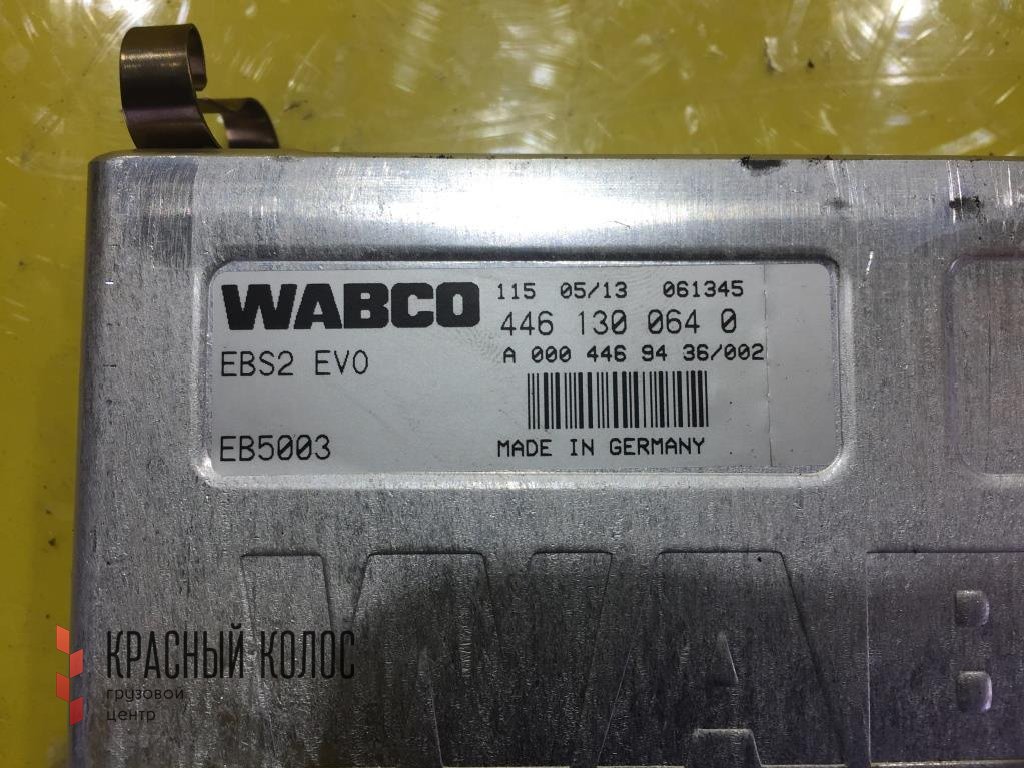 WABCO
115 05/13 061345
446 130 064 0
EBS2 EVO
A 000 446 94 36/002
EB5003
MADE IN GERMANY
WAB
КРАСНЫЙ КОЛОС
грузовой
центр